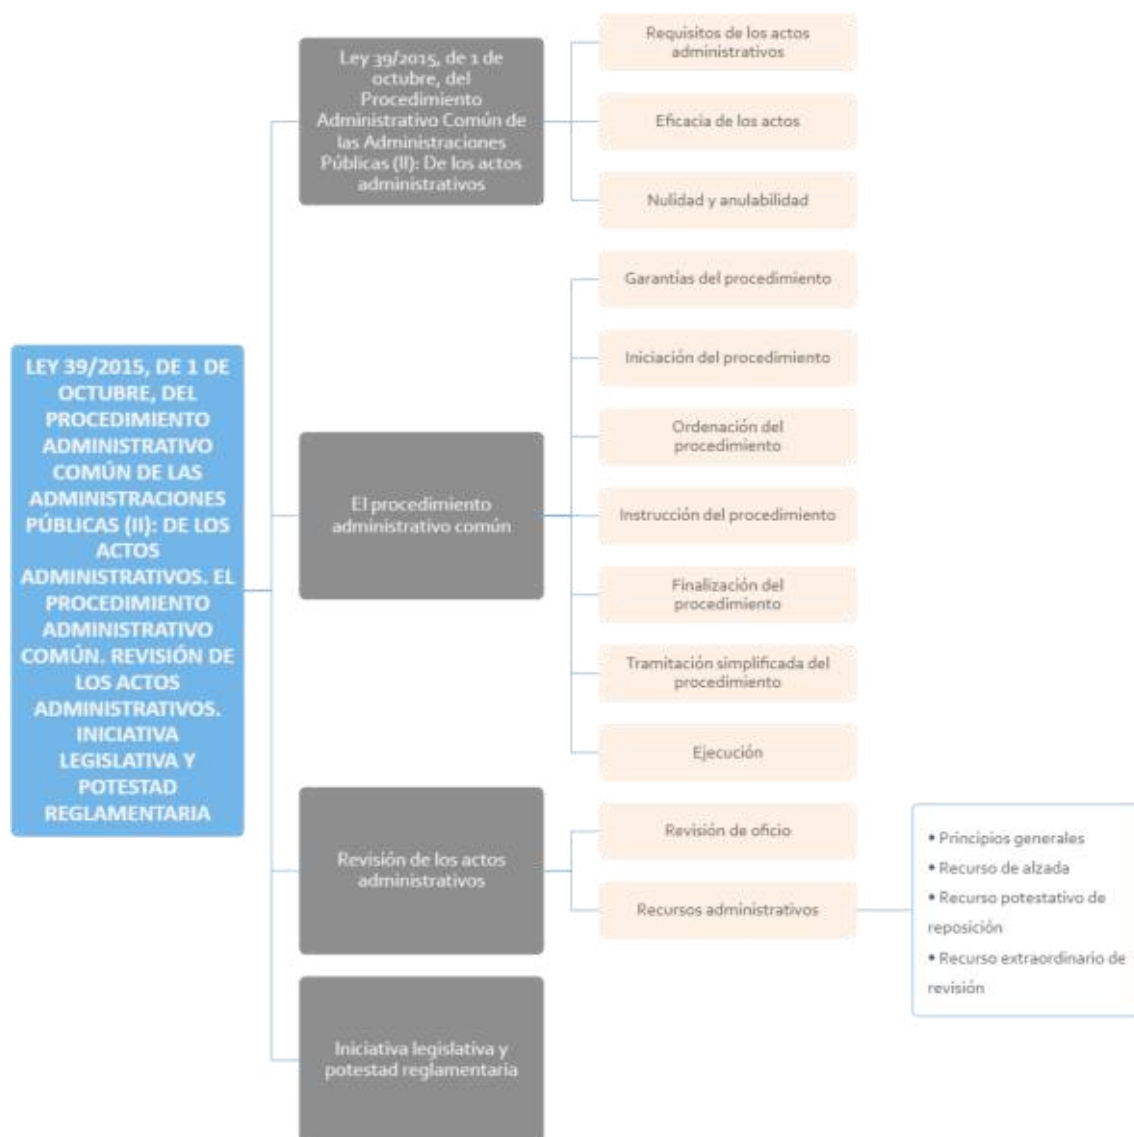 LEY 39/2015, DE 1 DE
OCTUBRE, DEL
PROCEDIMIENTO
ADMINISTRATIVO
COMÚN DE LAS
ADMINISTRACIONES
PÚBLICAS (II): DE LOS
ACTOS
ADMINISTRATIVOS. EL
PROCEDIMIENTO
ADMINISTRATIVO
COMÚN. REVISIÓN DE
LOS ACTOS
ADMINISTRATIVOS.
INICIATIVA
LEGISLATIVA Y
POTESTAD
REGLAMENTARIA
Ley 39/2015, de 1 de
octubre, del
Procedimiento
Administrativo Común de
las Administraciones
Públicas (II): De los actos
administrativos
Requisitos de los actos
administrativos
Eficacia de los actos
Nulidad y anulabilidad
El procedimiento
administrativo común
Garantías del procedimiento
Iniciación del procedimiento
Ordenación del
procedimiento
Instrucción del procedimiento
Finalización del
procedimiento
Tramitación simplificada del
procedimiento
Ejecución
Revisión de los actos
administrativos
Revisión de oficio
Recursos administrativos
• Principios generales
• Recurso de alzada
• Recurso potestativo de
reposición
• Recurso extraordinario de
revisión
Iniciativa legislativa y
potestad reglamentaria